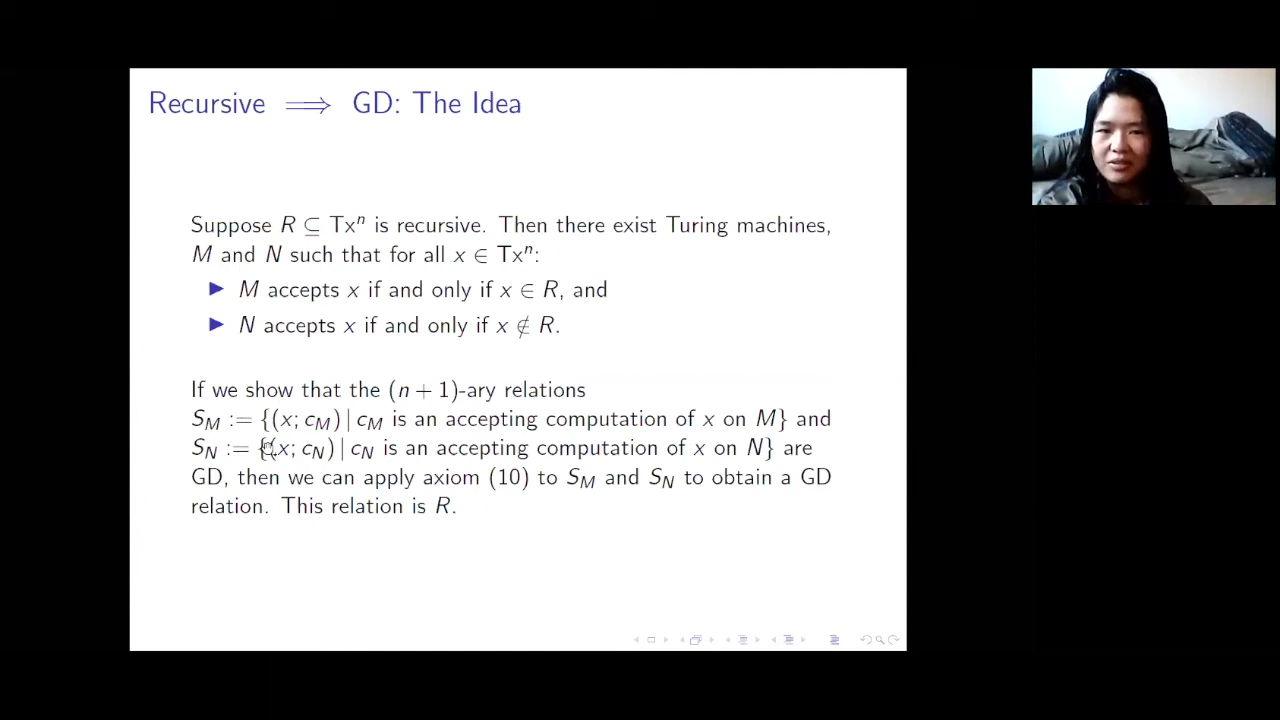 Recursive ⟹ GD: The Idea
Suppose R ⊆ Txⁿ is recursive. Then there exist Turing machines,
M and N such that for all x ∈ Txⁿ:
▶ M accepts x if and only if x ∈ R, and
▶ N accepts x if and only if x ∉ R.
If we show that the (n + 1)-ary relations
S_M := {(x; c_M) | c_M is an accepting computation of x on M} and
S_N := {(x; c_N) | c_N is an accepting computation of x on N} are
GD, then we can apply axiom (10) to S_M and S_N to obtain a GD
relation. This relation is R.